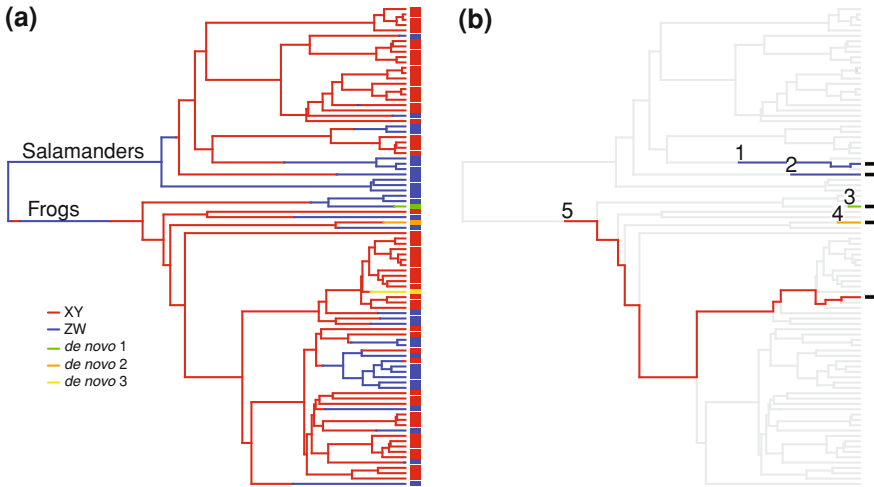 (a)
Salamanders
Frogs
XY
ZW
de novo 1
de novo 2
de novo 3
(b)
1
2
3
4
5